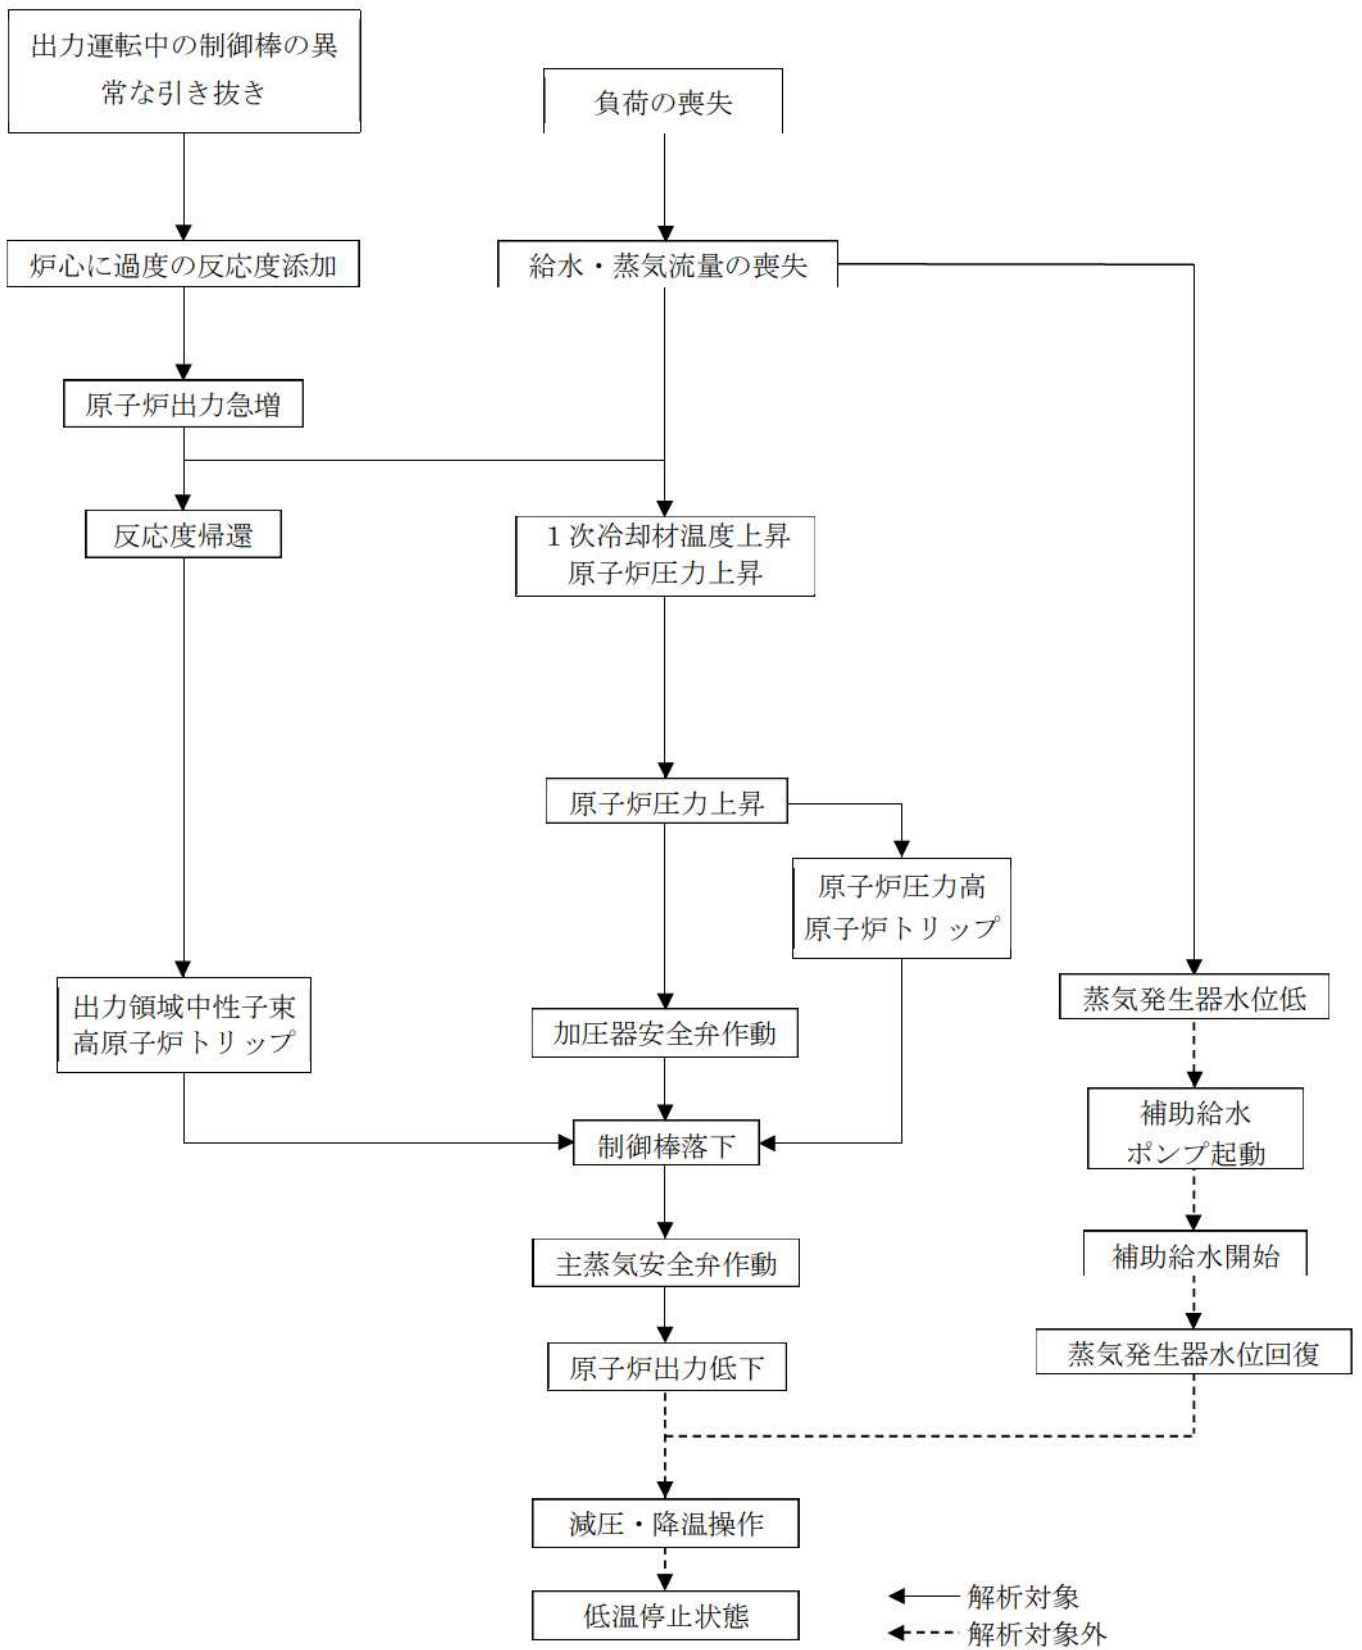 出力運転中の制御棒の異
常な引き抜き
負荷の喪失
炉心に過度の反応度添加
給水・蒸気流量の喪失
原子炉出力急増
反応度帰還
１次冷却材温度上昇
原子炉圧力上昇
原子炉圧力上昇
原子炉圧力高
原子炉トリップ
出力領域中性子束
高原子炉トリップ
加圧器安全弁作動
蒸気発生器水位低
制御棒落下
補助給水
ポンプ起動
主蒸気安全弁作動
補助給水開始
原子炉出力低下
蒸気発生器水位回復
減圧・降温操作
低温停止状態
解析対象
解析対象外